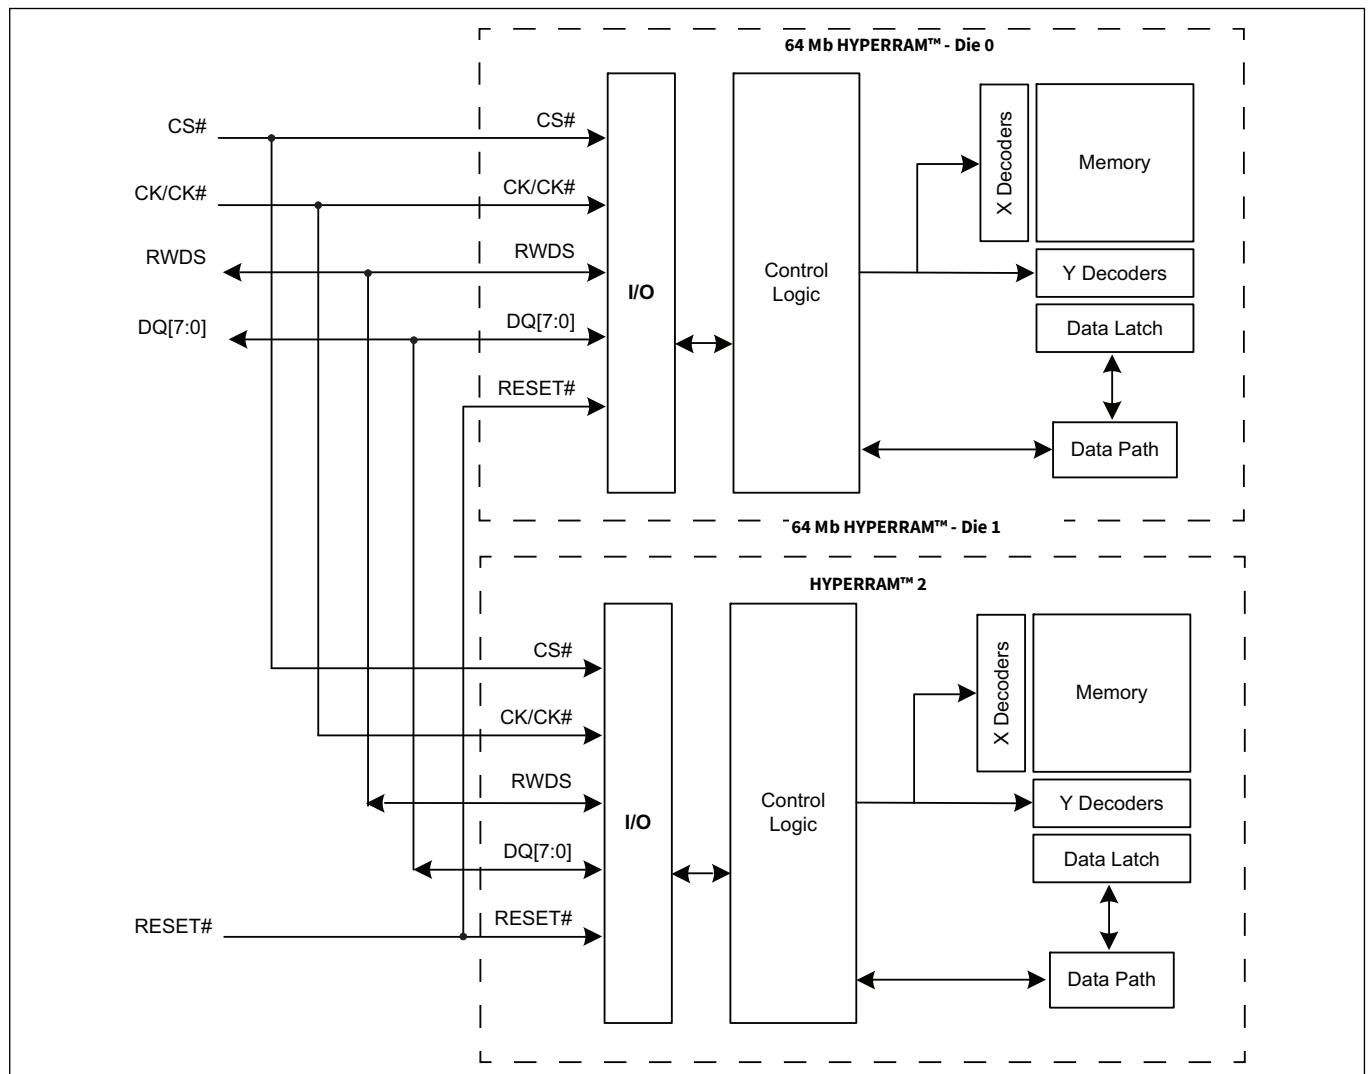 64 Mb HYPERRAM™ - Die 0
CS#
CS#
CK/CK#
CK/CK#
RWDS
RWDS
DQ[7:0]
DQ[7:0]
RESET#
I/O
Control
Logic
X Decoders
Memory
Y Decoders
Data Latch
Data Path
64 Mb HYPERRAM™ - Die 1
HYPERRAM™ 2
CS#
CK/CK#
RWDS
DQ[7:0]
RESET#
RESET#
I/O
Control
Logic
X Decoders
Memory
Y Decoders
Data Latch
Data Path